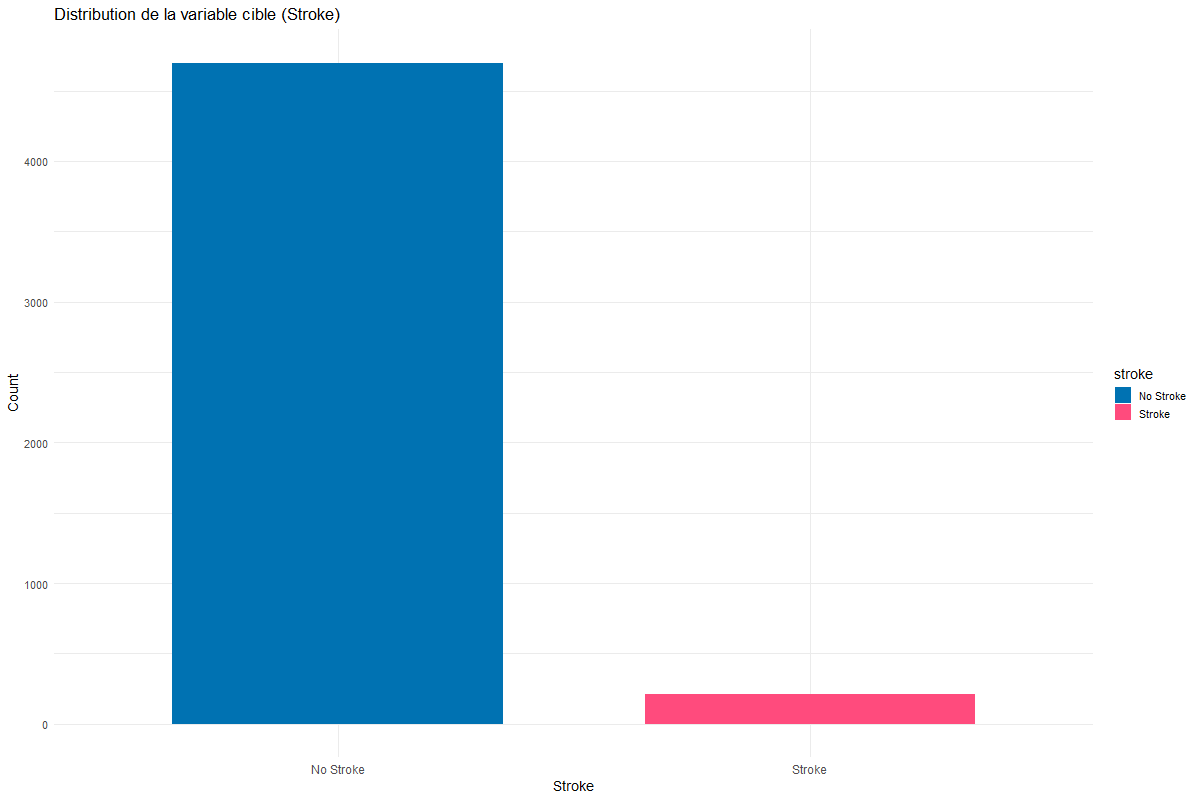 Distribution de la variable cible (Stroke)
4000
3000
2000
1000
0
Count
No Stroke
Stroke
Stroke
stroke
No Stroke
Stroke